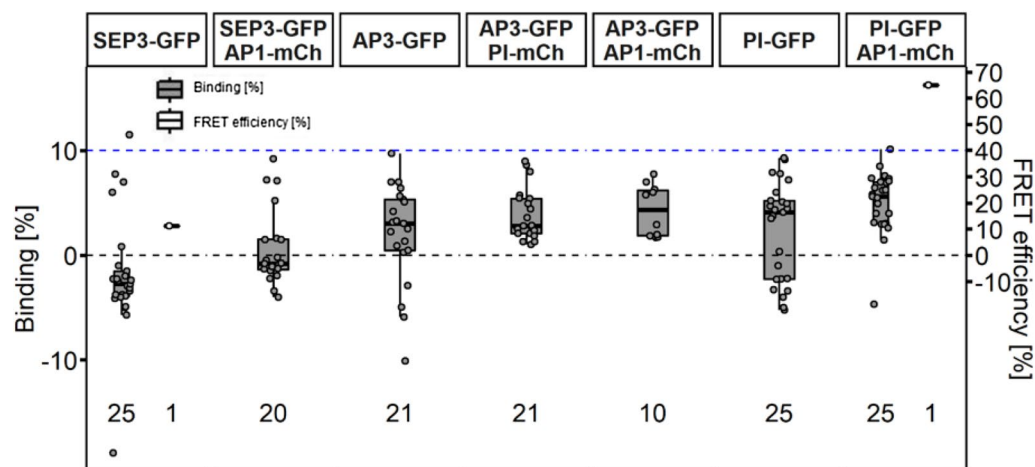 SEP3-GFP
SEP3-GFP
AP1-mCh
AP3-GFP
AP3-GFP
PI-mCh
AP3-GFP
AP1-mCh
PI-GFP
PI-GFP
AP1-mCh
Binding [%]
FRET efficiency [%]
Binding [%]
10
0
-10
70
60
50
40
30
20
10
0
-10
FRET efficiency [%]
25 1 20 21 21 10 25 25 1